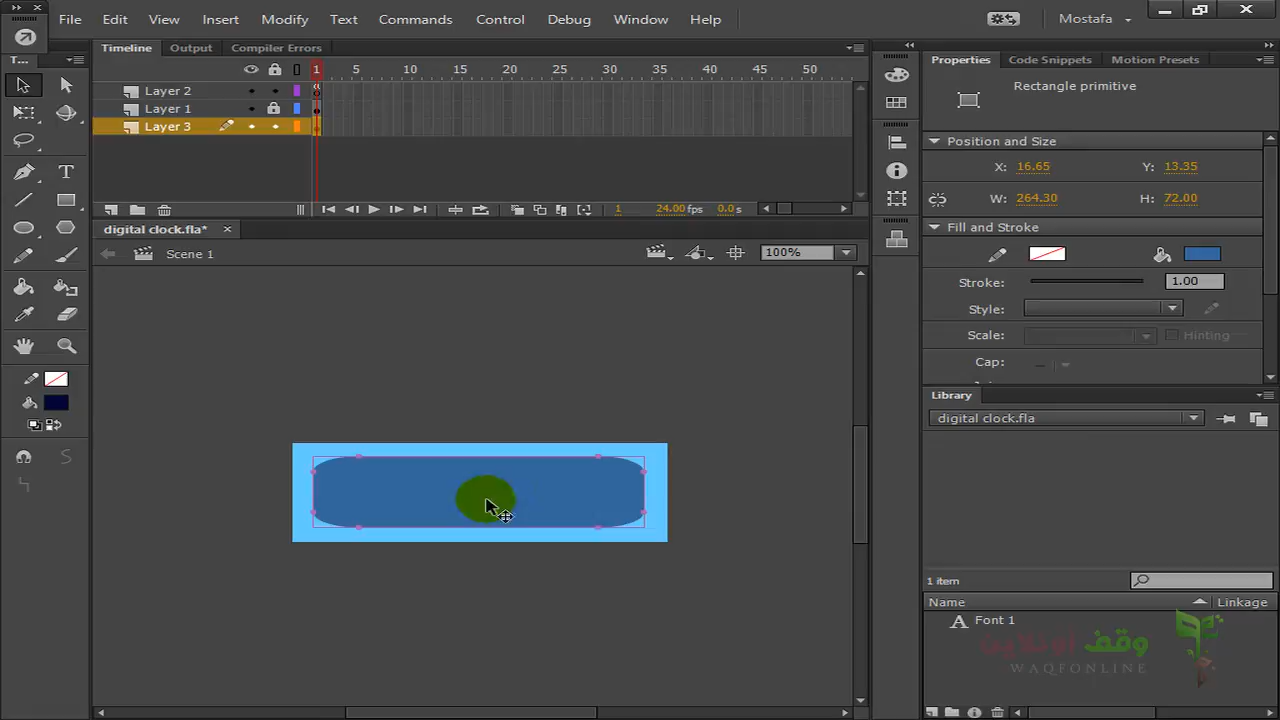 File Edit View Insert Modify Text Commands Control Debug Window Help
Mostafa
T...
Timeline Output Compiler Errors
1 5 10 15 20 25 30 35 40 45 50
Layer 2
Layer 1
Layer 3
1 24.00 fps 0.0 s
digital clock.fla*
Scene 1
100%
Properties Code Snippets Motion Presets
Rectangle primitive
Position and Size
X: 16.65 Y: 13.35
W: 264.30 H: 72.00
Fill and Stroke
Stroke: 1.00
Style:
Scale: Hinting
Cap:
Library
digital clock.fla
1 item
Name Linkage
A Font 1
وقف أونلاين
WAQFONLINE